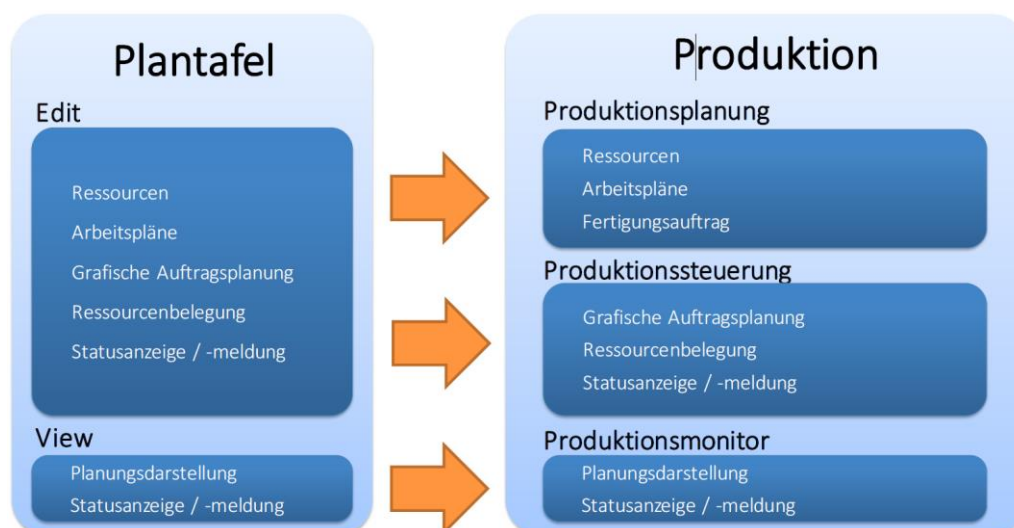 Plantafel
Edit
Ressourcen
Arbeitspläne
Grafische Auftragsplanung
Ressourcenbelegung
Statusanzeige / -meldung
View
Planungsdarstellung
Statusanzeige / -meldung
Produktion
Produktionsplanung
Ressourcen
Arbeitspläne
Fertigungsauftrag
Produktionssteuerung
Grafische Auftragsplanung
Ressourcenbelegung
Statusanzeige / -meldung
Produktionsmonitor
Planungsdarstellung
Statusanzeige / -meldung